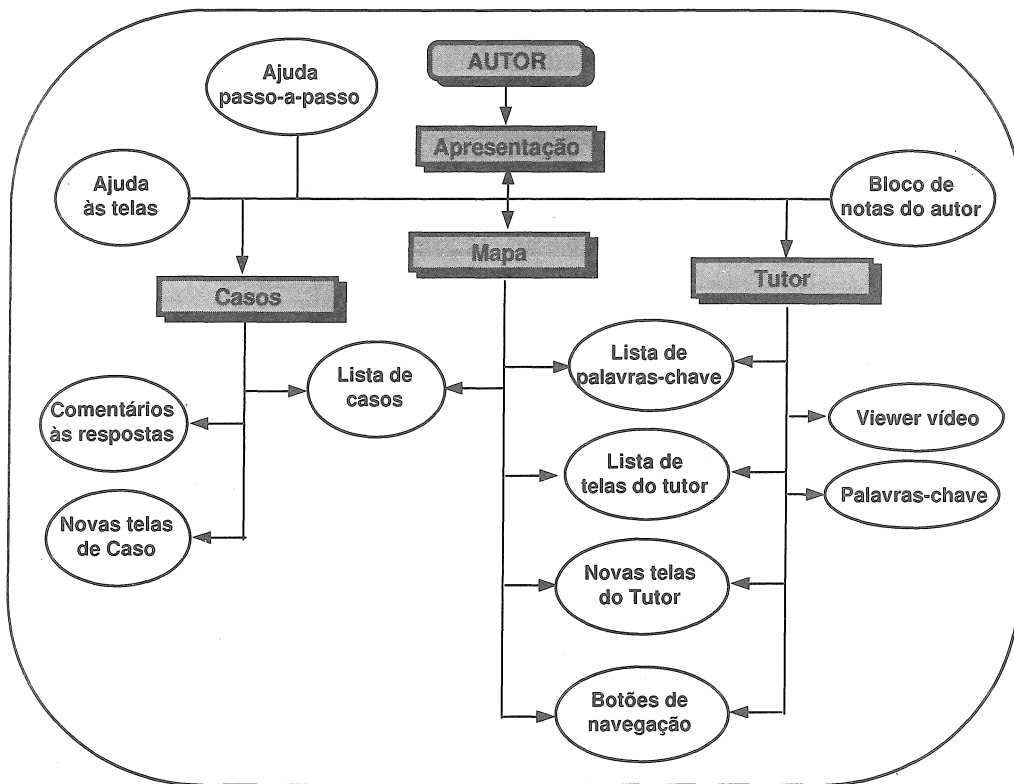 AUTOR
Ajuda
passo-a-passo
Apresentação
Ajuda
às telas
Bloco de
notas do autor
Mapa
Casos
Tutor
Lista de
palavras-chave
Lista de
casos
Comentários
às respostas
Viewer vídeo
Lista de
telas do tutor
Palavras-chave
Novas telas
de Caso
Novas telas
do Tutor
Botões de
navegação